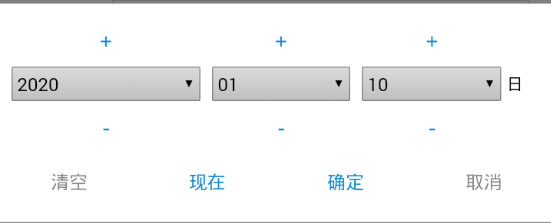 + + +
2020 01 10 日
- - -
清空 现在 确定 取消